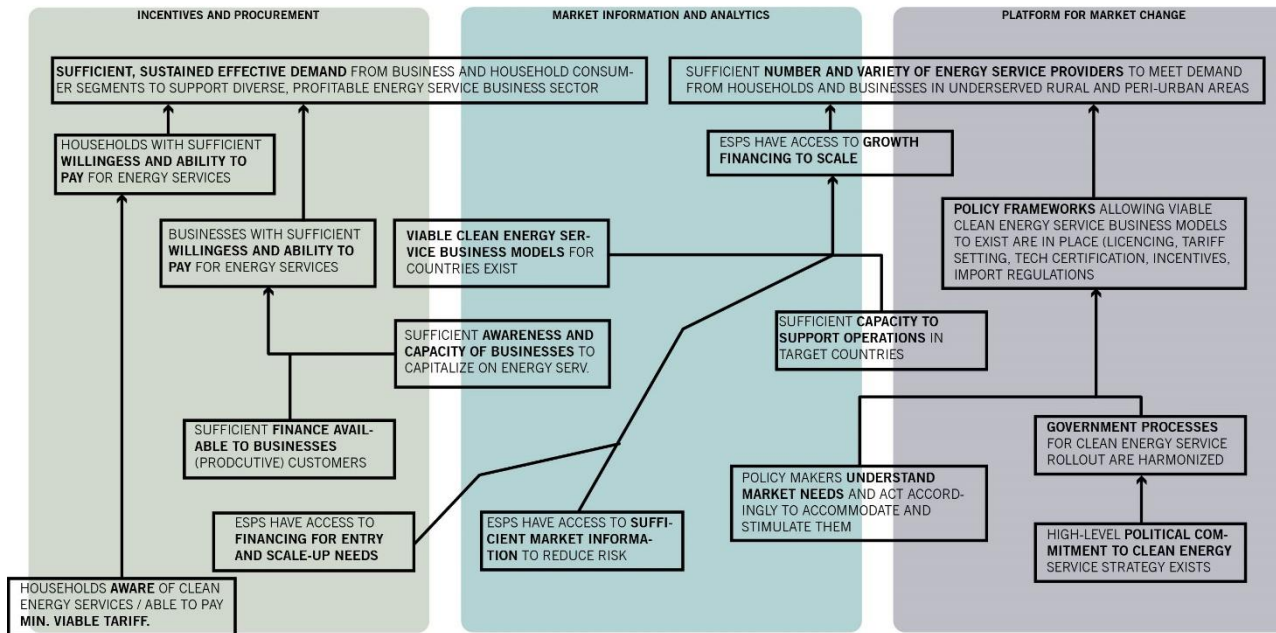 INCENTIVES AND PROCUREMENT
MARKET INFORMATION AND ANALYTICS
PLATFORM FOR MARKET CHANGE
SUFFICIENT, SUSTAINED EFFECTIVE DEMAND FROM BUSINESS AND HOUSEHOLD CONSUM-
ER SEGMENTS TO SUPPORT DIVERSE, PROFITABLE ENERGY SERVICE BUSINESS SECTOR
SUFFICIENT NUMBER AND VARIETY OF ENERGY SERVICE PROVIDERS TO MEET DEMAND
FROM HOUSEHOLDS AND BUSINESSES IN UNDERSERVED RURAL AND PERI-URBAN AREAS
HOUSEHOLDS WITH SUFFICIENT
WILLINGESS AND ABILITY TO
PAY FOR ENERGY SERVICES
ESPS HAVE ACCESS TO GROWTH
FINANCING TO SCALE
BUSINESSES WITH SUFFICIENT
WILLINGESS AND ABILITY TO
PAY FOR ENERGY SERVICES
VIABLE CLEAN ENERGY SER-
VICE BUSINESS MODELS FOR
COUNTRIES EXIST
POLICY FRAMEWORKS ALLOWING VIABLE
CLEAN ENERGY SERVICE BUSINESS MODELS
TO EXIST ARE IN PLACE (LICENCING, TARIFF
SETTING, TECH CERTIFICATION, INCENTIVES,
IMPORT REGULATIONS
SUFFICIENT AWARENESS AND
CAPACITY OF BUSINESSES TO
CAPITALIZE ON ENERGY SERV.
SUFFICIENT CAPACITY TO
SUPPORT OPERATIONS IN
TARGET COUNTRIES
SUFFICIENT FINANCE AVAIL-
ABLE TO BUSINESSES
(PRODCUTIVE) CUSTOMERS
GOVERNMENT PROCESSES
FOR CLEAN ENERGY SERVICE
ROLLOUT ARE HARMONIZED
POLICY MAKERS UNDERSTAND
MARKET NEEDS AND ACT ACCORD-
INGLY TO ACCOMMODATE AND
STIMULATE THEM
ESPS HAVE ACCESS TO
FINANCING FOR ENTRY
AND SCALE-UP NEEDS
ESPS HAVE ACCESS TO SUFFI-
CIENT MARKET INFORMA-
TION TO REDUCE RISK
HIGH-LEVEL POLITICAL COM-
MITMENT TO CLEAN ENERGY
SERVICE STRATEGY EXISTS
HOUSEHOLDS AWARE OF CLEAN
ENERGY SERVICES / ABLE TO PAY
MIN. VIABLE TARIFF.